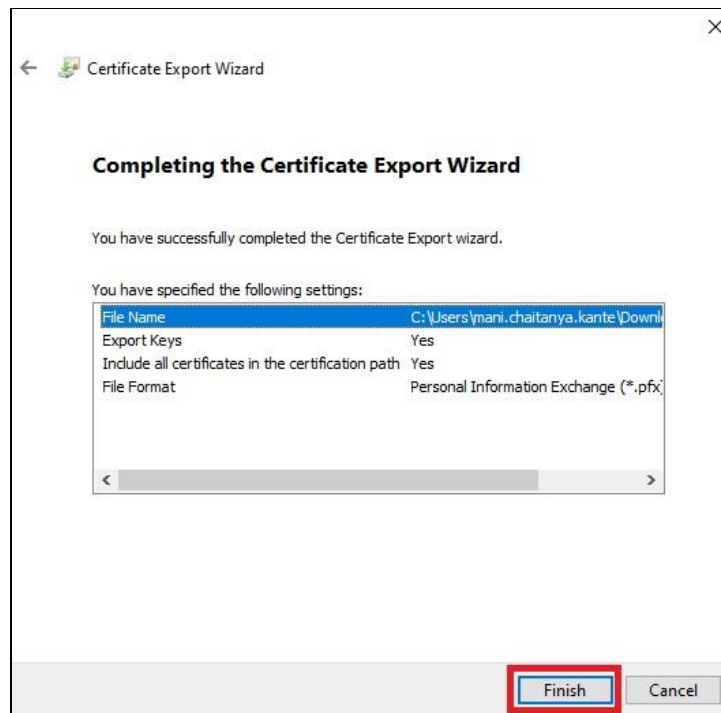 Certificate Export Wizard
Completing the Certificate Export Wizard
You have successfully completed the Certificate Export wizard.
You have specified the following settings:
File Name C:\Users\mani.chaitanya.kante\Downl
Export Keys Yes
Include all certificates in the certification path Yes
File Format Personal Information Exchange (*.pfx
Finish Cancel